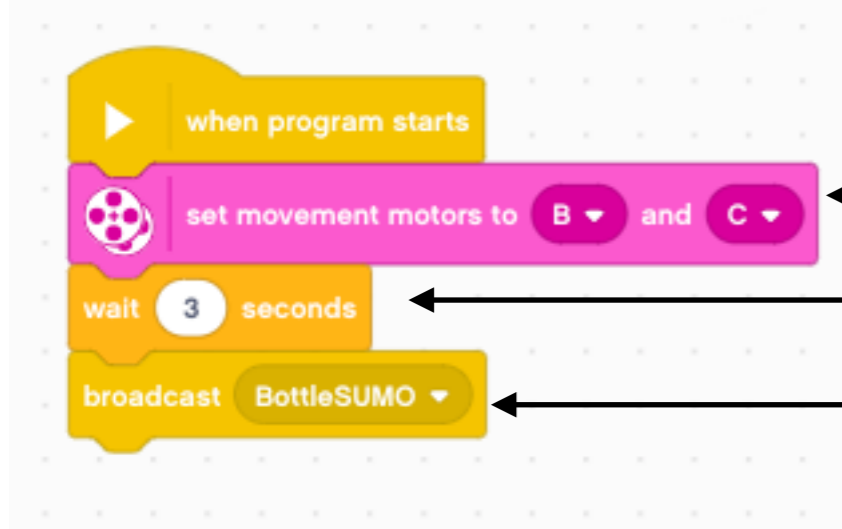 when program starts
set movement motors to B and C
wait 3 seconds
broadcast BottleSUMO